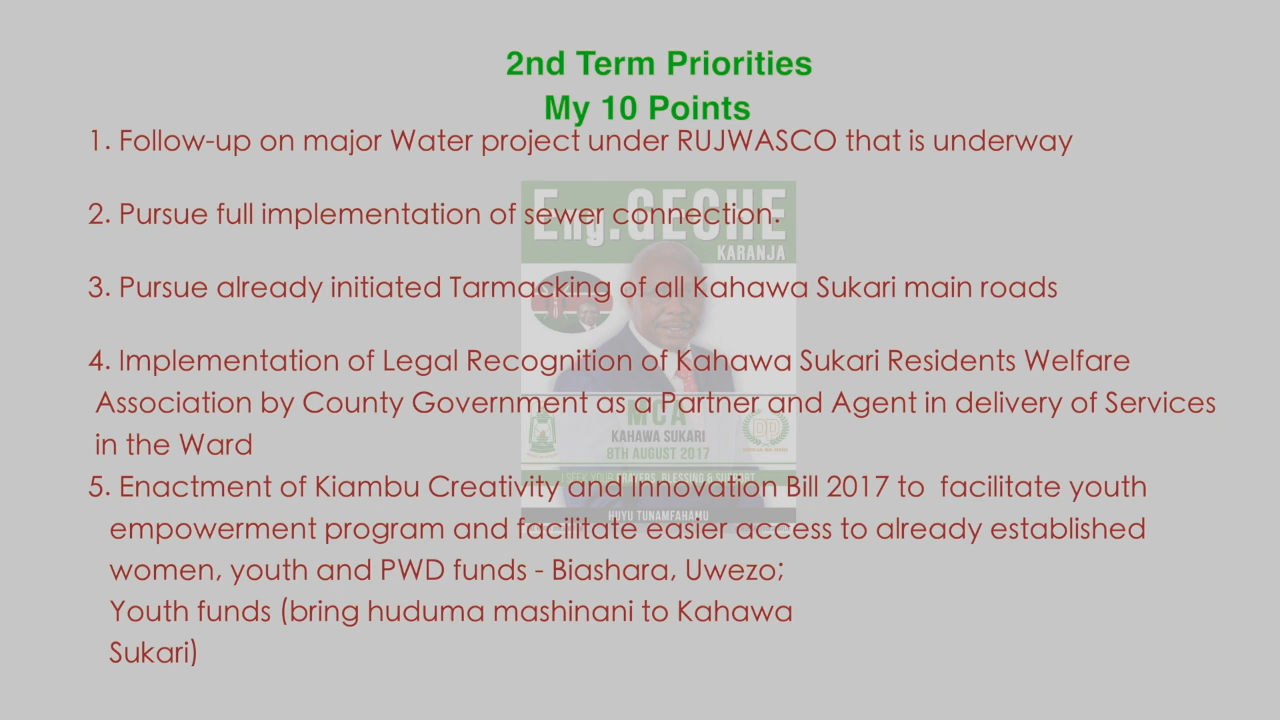 2nd Term Priorities
My 10 Points
1. Follow-up on major Water project under RUJWASCO that is underway
2. Pursue full implementation of sewer connection.
3. Pursue already initiated Tarmacking of all Kahawa Sukari main roads
4. Implementation of Legal Recognition of Kahawa Sukari Residents Welfare
Association by County Government as a Partner and Agent in delivery of Services
in the Ward
5. Enactment of Kiambu Creativity and Innovation Bill 2017 to facilitate youth
empowerment program and facilitate easier access to already established
women, youth and PWD funds - Biashara, Uwezo;
Youth funds (bring huduma mashinani to Kahawa
Sukari)
Eng. GECHE
KARANJA
MCA
KAHAWA SUKARI
8TH AUGUST 2017
I SEEK YOUR PRAYERS, BLESSING & SUPPORT
HUYU TUNAMFAHAMU